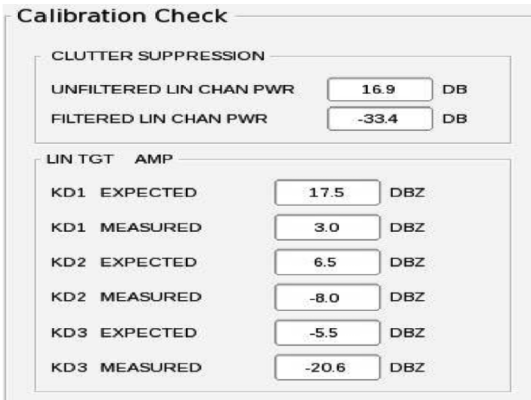 Calibration Check
CLUTTER SUPPRESSION
UNFILTERED LIN CHAN PWR 16.9 DB
FILTERED LIN CHAN PWR -33.4 DB
LIN TGT AMP
KD1 EXPECTED 17.5 DBZ
KD1 MEASURED 3.0 DBZ
KD2 EXPECTED 6.5 DBZ
KD2 MEASURED -8.0 DBZ
KD3 EXPECTED -5.5 DBZ
KD3 MEASURED -20.6 DBZ